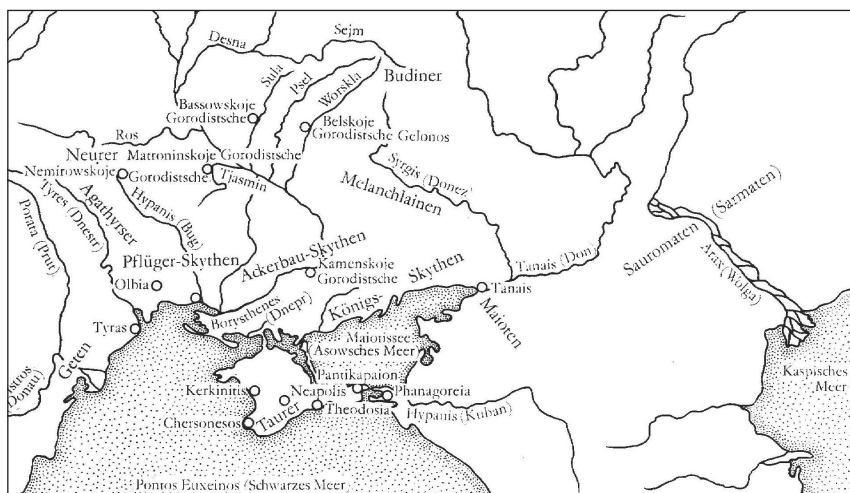 Desna
Sejm
Sula
Psel
Worskla
Budiner
Bassowskoje
Gorodistsche
Belskoje
Gorodistsche Gelonos
Ros
Neurer
Matroninskoje Gorodistsche
Nemirowskoje
Gorodistsche
Tjasmin
Syrgis (Donez)
Melanchlainen
Tyres (Dnestr)
Agathyrser
Hypanis (Bug)
Porata (Prut)
Pflüger-Skythen
Ackerbau-Skythen
Kamenskoje
Gorodistsche
Königs-
Skythen
Tanais (Don)
Tanais
Sauromaten (Sarmaten)
Arax (Wolga)
Olbia
Borysthenes
(Dnepr)
Tyras
Maioten
Maiotissee
(Asowsches Meer)
Pantikapaion
Geten
Istros
(Donau)
Kerkinitis
Neapolis
Phanagoreia
Kaspisches
Meer
Taurer
Theodosia
Hypanis (Kuban)
Chersonesos
Pontos Euxeinos (Schwarzes Meer)